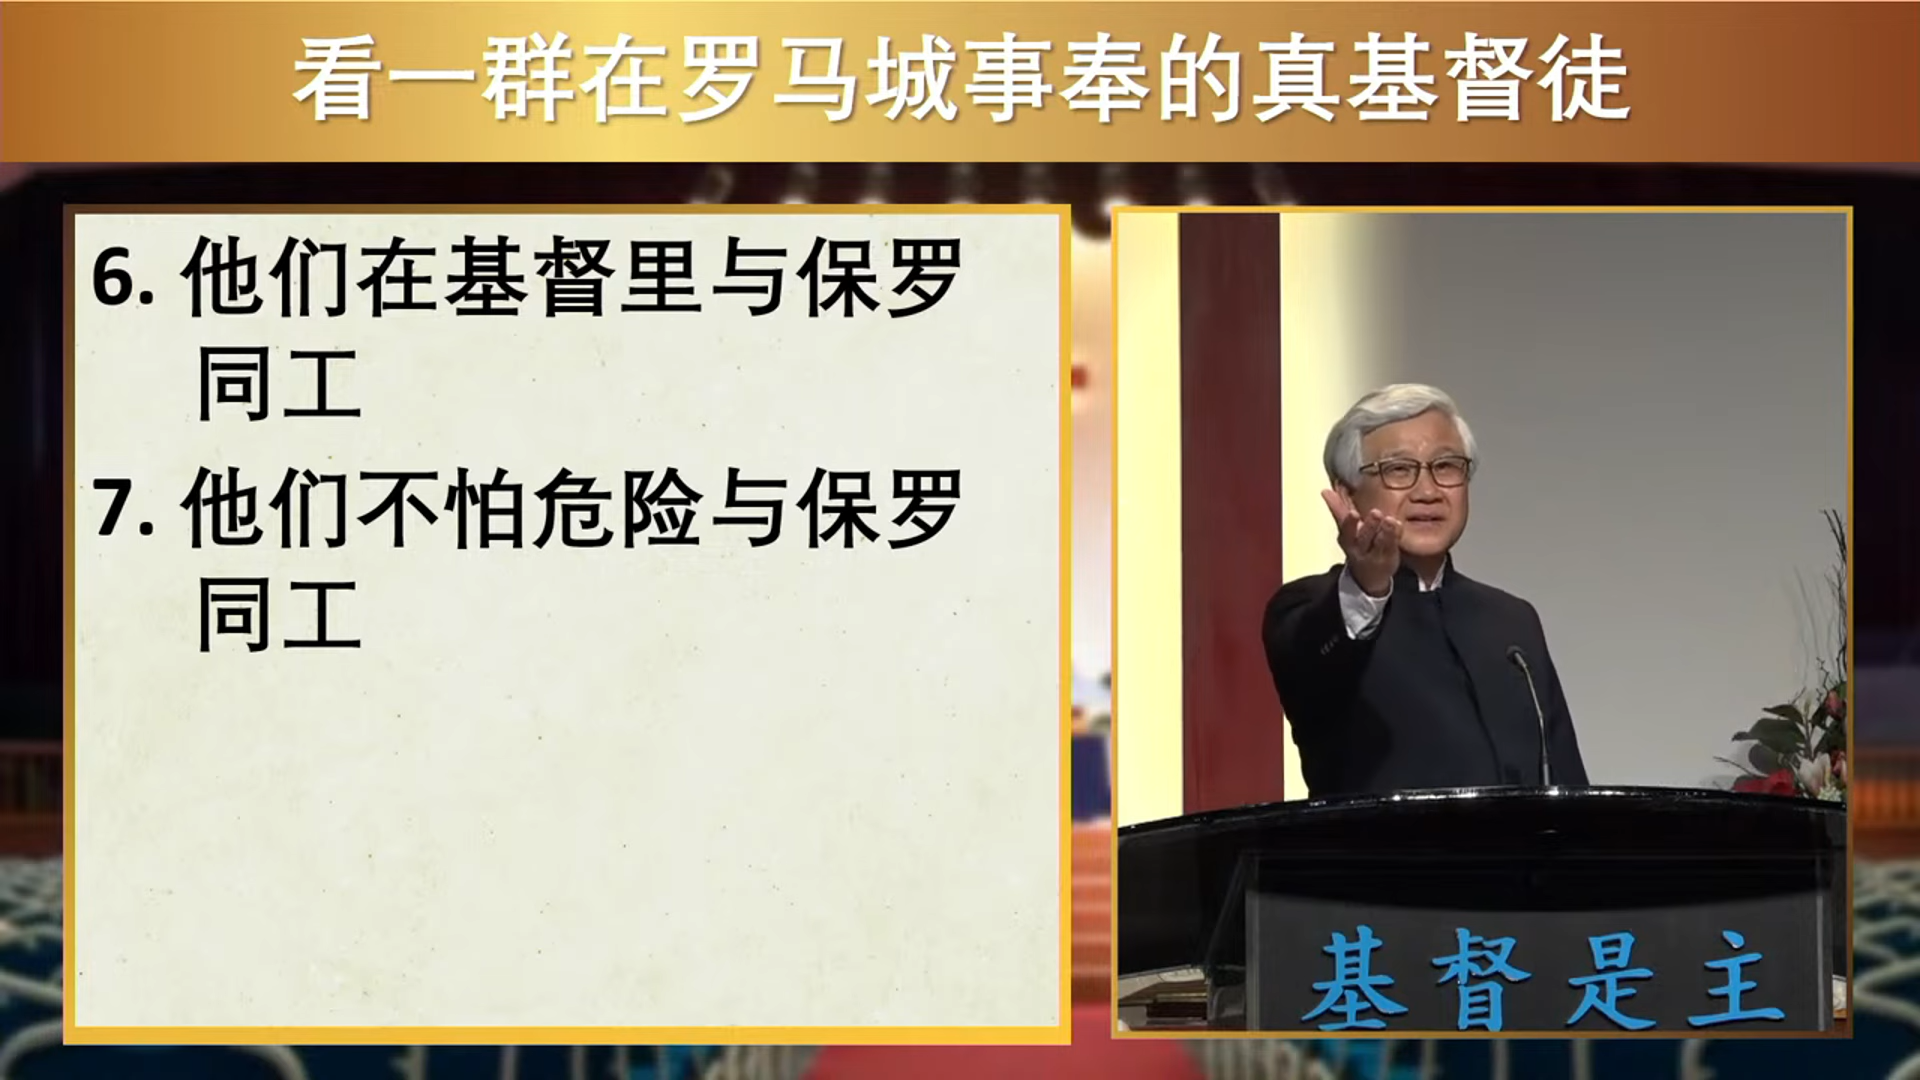 看一群在罗马城事奉的真基督徒
6. 他们在基督里与保罗
同工
7. 他们不怕危险与保罗
同工
基督是主